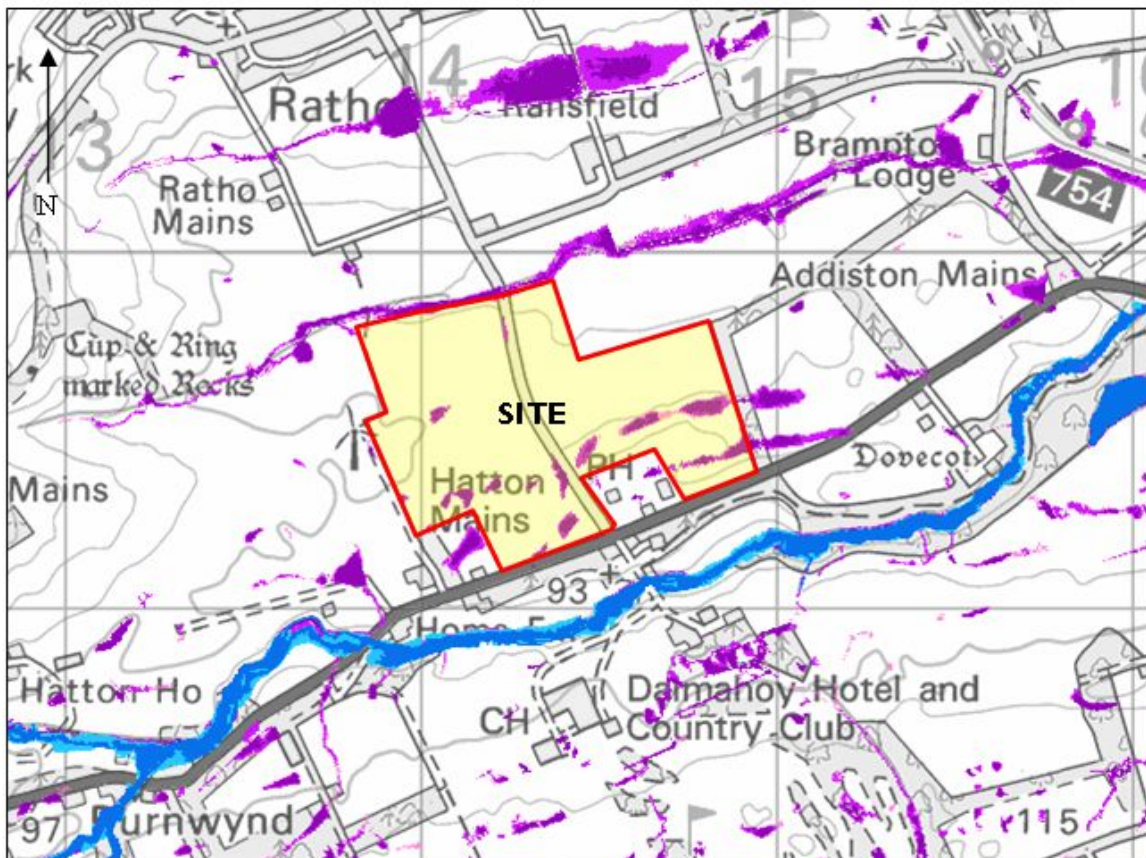 14
Ratho
Ransfield
15
3
N
Ratho
Mains
Brampto
Lodge
754
Addiston Mains
Cup & Ring
marked Rocks
SITE
Mains
Hatton
Mains
PH
Dovecot
93
Hatton Ho
CH
Dalmahoy Hotel and
Country Club
97
Burnwynd
115